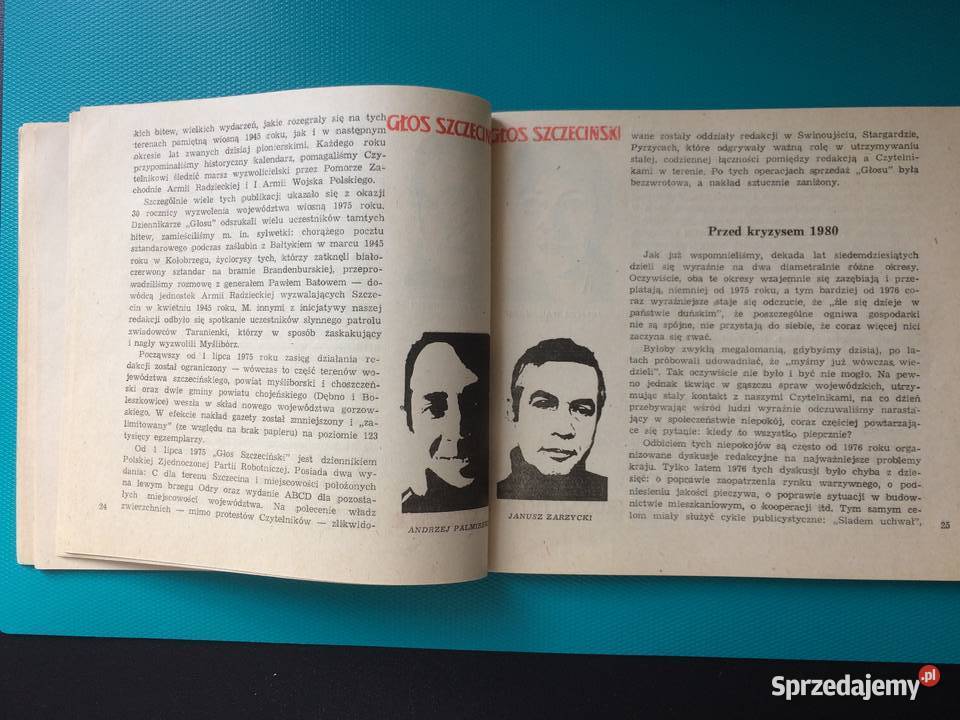 kich bitew, wielkich wydarzeń, jakie rozegrały się na tych
terenach pamiętną wiosną 1945 roku, jak i w następnym
okresie lat zwanych dzisiaj pionierskimi. Każdego roku
przypominaliśmy historyczny kalendarz, pomagaliśmy Czy-
telnikowi śledzić marsz wyzwolicielski przez Pomorze Za-
chodnie Armii Radzieckiej i I Armii Wojska Polskiego.
Szczególnie wiele tych publikacji ukazało się z okazji
30 rocznicy wyzwolenia województwa wiosną 1975 roku.
Dziennikarze „Głosu” odszukali wielu uczestników tamtych
bitew, zamieściliśmy m. in. sylwetki: chorążego pocztu
sztandarowego podczas zaślubin z Bałtykiem w marcu 1945
roku w Kołobrzegu, życiorysy tych, którzy zatknęli biało-
czerwony sztandar na bramie Brandenburskiej, przepro-
wadziliśmy rozmowę z generałem Pawłem Batowem — do-
wódcą jednostek Armii Radzieckiej wyzwalających Szcze-
cin w kwietniu 1945 roku. M. innymi z inicjatywy naszej
redakcji odbyło się spotkanie uczestników słynnego patrolu
zwiadowców Taranienki, którzy w sposób zaskakujący
i nagły wyzwolili Myślibórz.
Począwszy od 1 lipca 1975 roku zasięg działania re-
dakcji został ograniczony — wówczas to część terenów wo-
jewództwa szczecińskiego, powiat myśliborski i choszczeń-
ski oraz dwie gminy powiatu chojeńskiego (Dębno i Bo-
leszkowice) weszła w skład nowego województwa gorzow-
skiego. W efekcie nakład gazety został zmniejszony i „za-
limitowany” (ze względu na brak papieru) na poziomie 123
tysięcy egzemplarzy.
Od 1 lipca 1975 „Głos Szczeciński” jest dziennikiem
Polskiej Zjednoczonej Partii Robotniczej. Posiada dwa wy-
dania: C dla terenu Szczecina i miejscowości położonych
na lewym brzegu Odry oraz wydanie ABCD dla pozosta-
łych miejscowości województwa. Na polecenie władz
zwierzchnich — mimo protestów Czytelników — zlikwido-
24
GŁOS SZCZECIN
ANDRZEJ
GŁOS SZCZECIŃSKI
JANUSZ ZARZYCKI
wane zostały oddziały redakcji w Świnoujściu, Stargardzie,
Pyrzycach, które odgrywały ważną rolę w utrzymywaniu
stałej, codziennej łączności pomiędzy redakcją a Czytelni-
kami w terenie. Po tych operacjach sprzedaż „Głosu” była
bezzwrotowa, a nakład sztucznie zaniżony.
Przed kryzysem 1980
Jak już wspomnieliśmy, dekada lat siedemdziesiątych
dzieli się wyraźnie na dwa diametralnie różne okresy.
Oczywiście, oba te okresy wzajemnie się zazębiają i prze-
platają, niemniej od 1975 roku, a tym bardziej od 1976 co-
raz wyraźniejsze staje się odczucie, że „źle się dzieje w
państwie duńskim”, że poszczególne ogniwa gospodarki
nie są spójne, nie przystają do siebie, że coraz więcej nici
zaczyna się rwać.
Byłoby zwykłą megalomanią, gdybyśmy dzisiaj, po la-
tach próbowali udowadniać, że „myśmy już wówczas wie-
dzieli”. Tak oczywiście nie było i być nie mogło. Na pew-
no jednak tkwiąc w gąszczu spraw wojewódzkich, utrzy-
mując stały kontakt z naszymi Czytelnikami, na co dzień
przebywając wśród ludzi wyraźnie odczuwaliśmy narasta-
jący w społeczeństwie niepokój, coraz częściej powtarzają-
ce się pytanie: kiedy to wszystko pieprznie?
Odbiciem tych niepokojów są często od 1976 roku or-
ganizowane dyskusje redakcyjne na najważniejsze problemy
kraju. Tylko latem 1976 tych dyskusji było chyba z dzie-
sięć: o poprawie zaopatrzenia rynku warzywnego, o pod-
niesieniu jakości pieczywa, o poprawie sytuacji w budow-
nictwie mieszkaniowym, o kooperacji itd. Tym samym ce-
lom miały służyć cykle publicystyczne: „Śladem uchwał”,
25
Sprzedajemy.pl